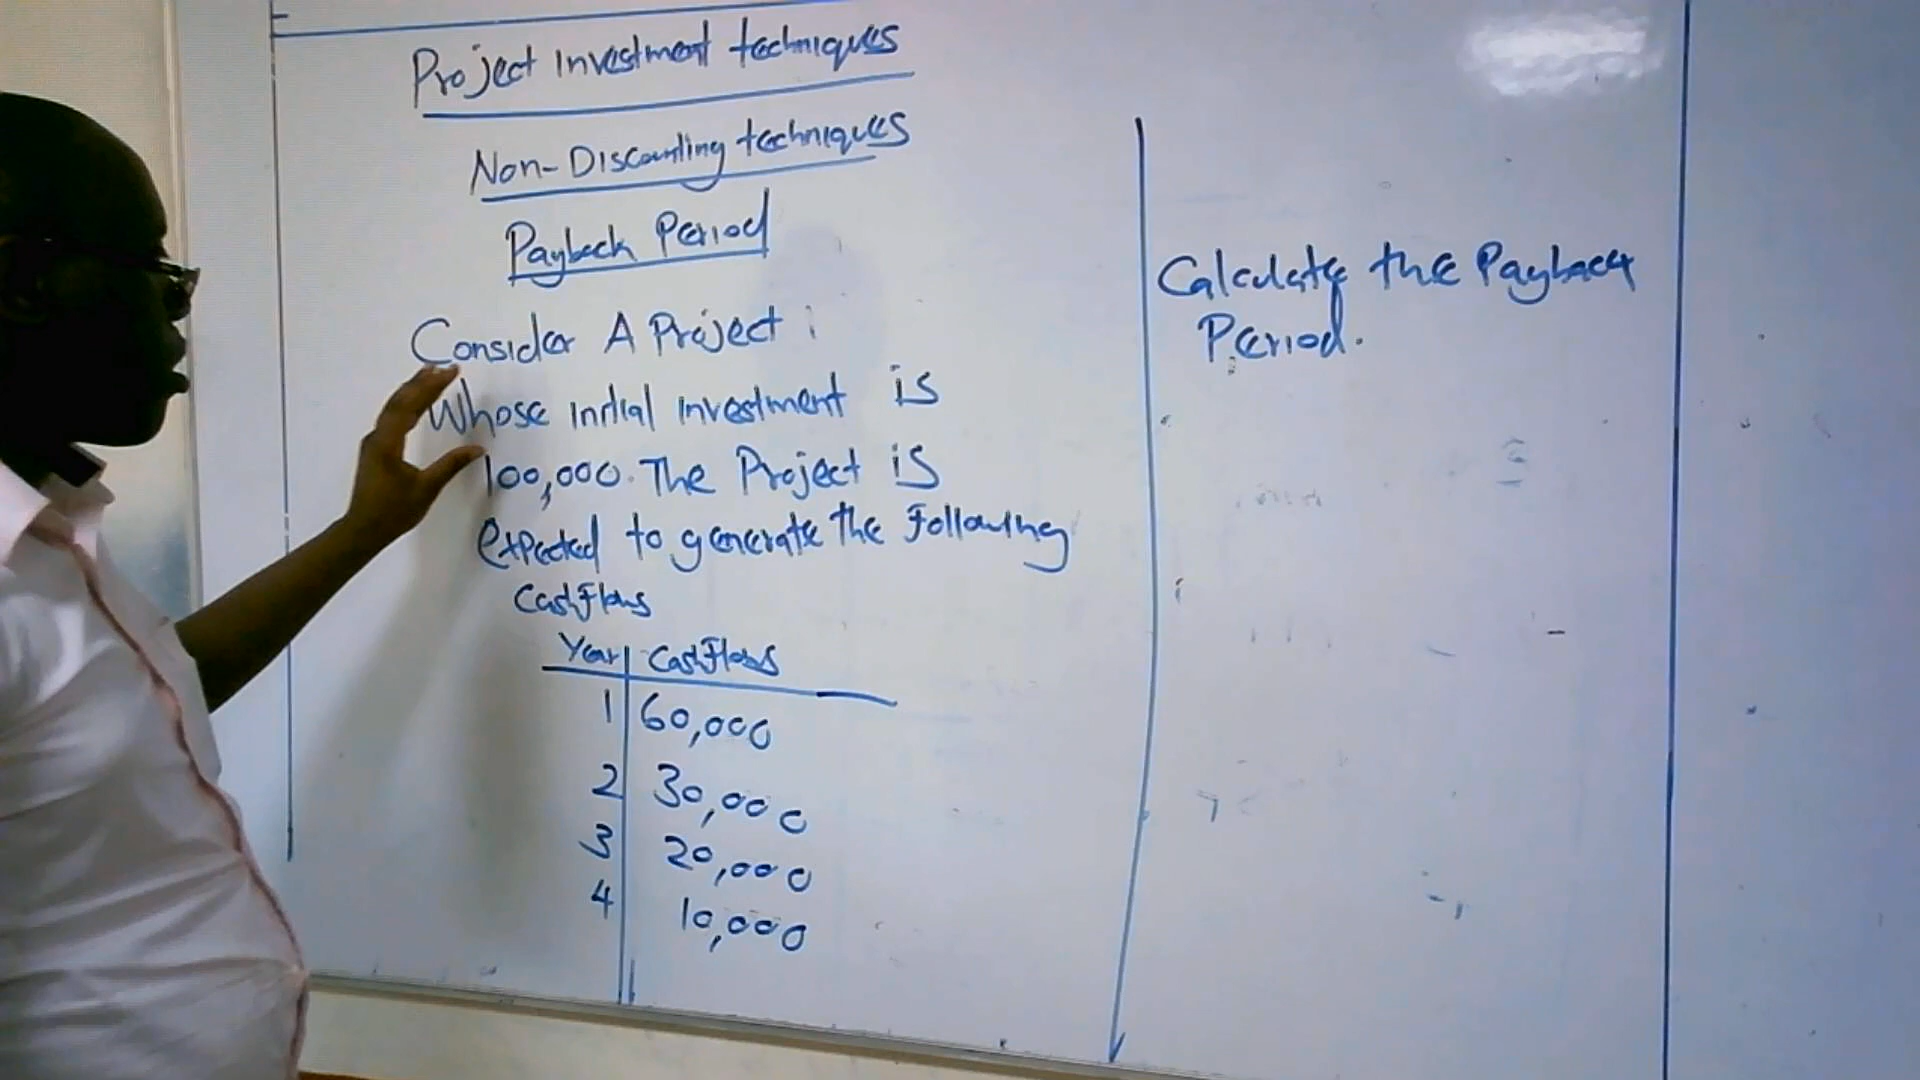 Project Investment techniques
Non-Discounting techniques
Payback Period
Consider A Project :
Whose initial investment is
100,000. The Project is
expected to generate the Following
Cashflows
Year Cashflows
1 60,000
2 30,000
3 20,000
4 10,000
Calculate the Payback
Period.